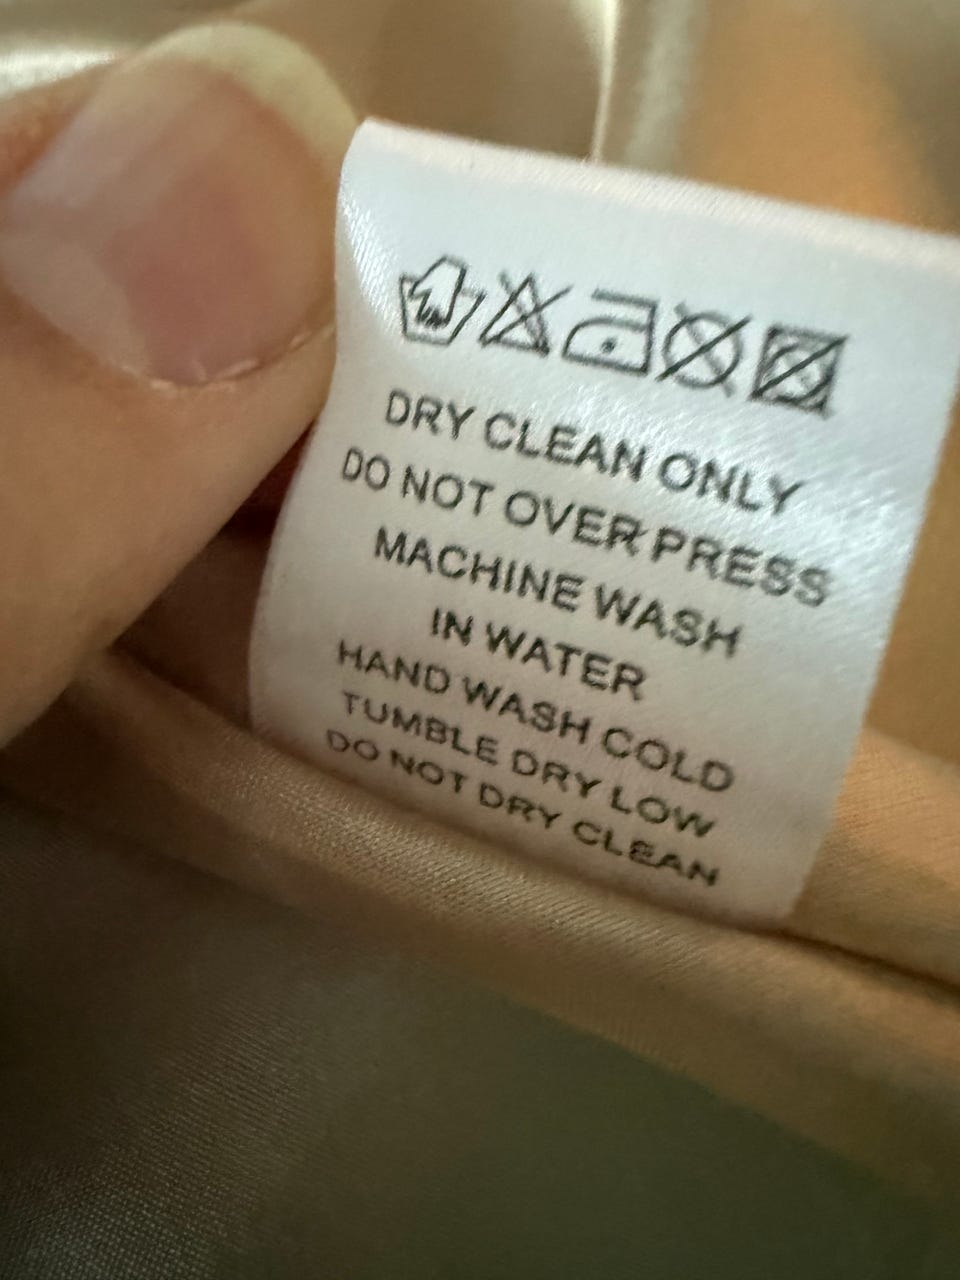 DRY CLEAN ONLY
DO NOT OVER PRESS
MACHINE WASH
IN WATER
HAND WASH COLD
TUMBLE DRY LOW
DO NOT DRY CLEAN